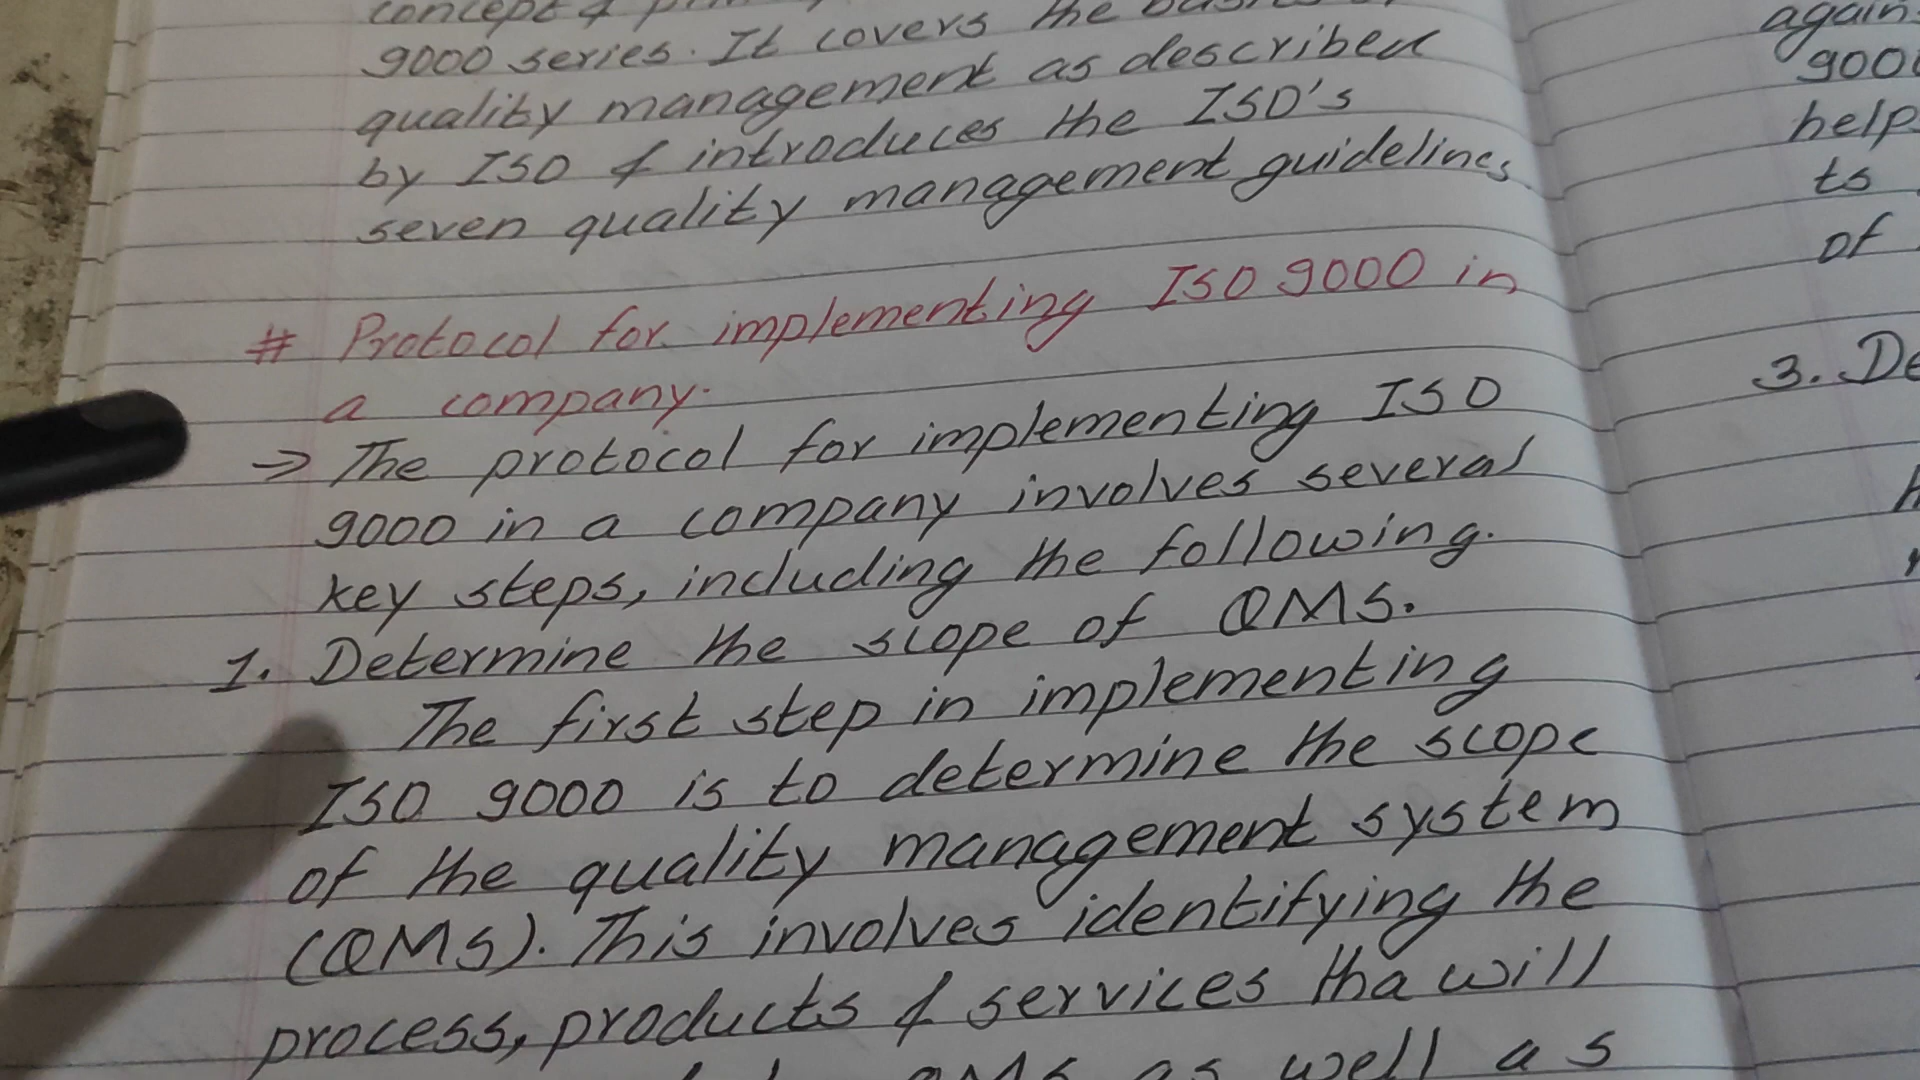 concept &
9000 series. It covers the
quality management as described
by ISO & introduces the ISO's
seven quality management guidelines.
# Protocol for implementing ISO 9000 in
a company.
→ The protocol for implementing ISO
9000 in a company involves several
key steps, including the following.
1. Determine the scope of QMS.
The first step in implementing
ISO 9000 is to determine the scope
of the quality management system
(QMS). This involves identifying the
process, products & services tha will
QMS as well as
again
900
help
to
of
3. De